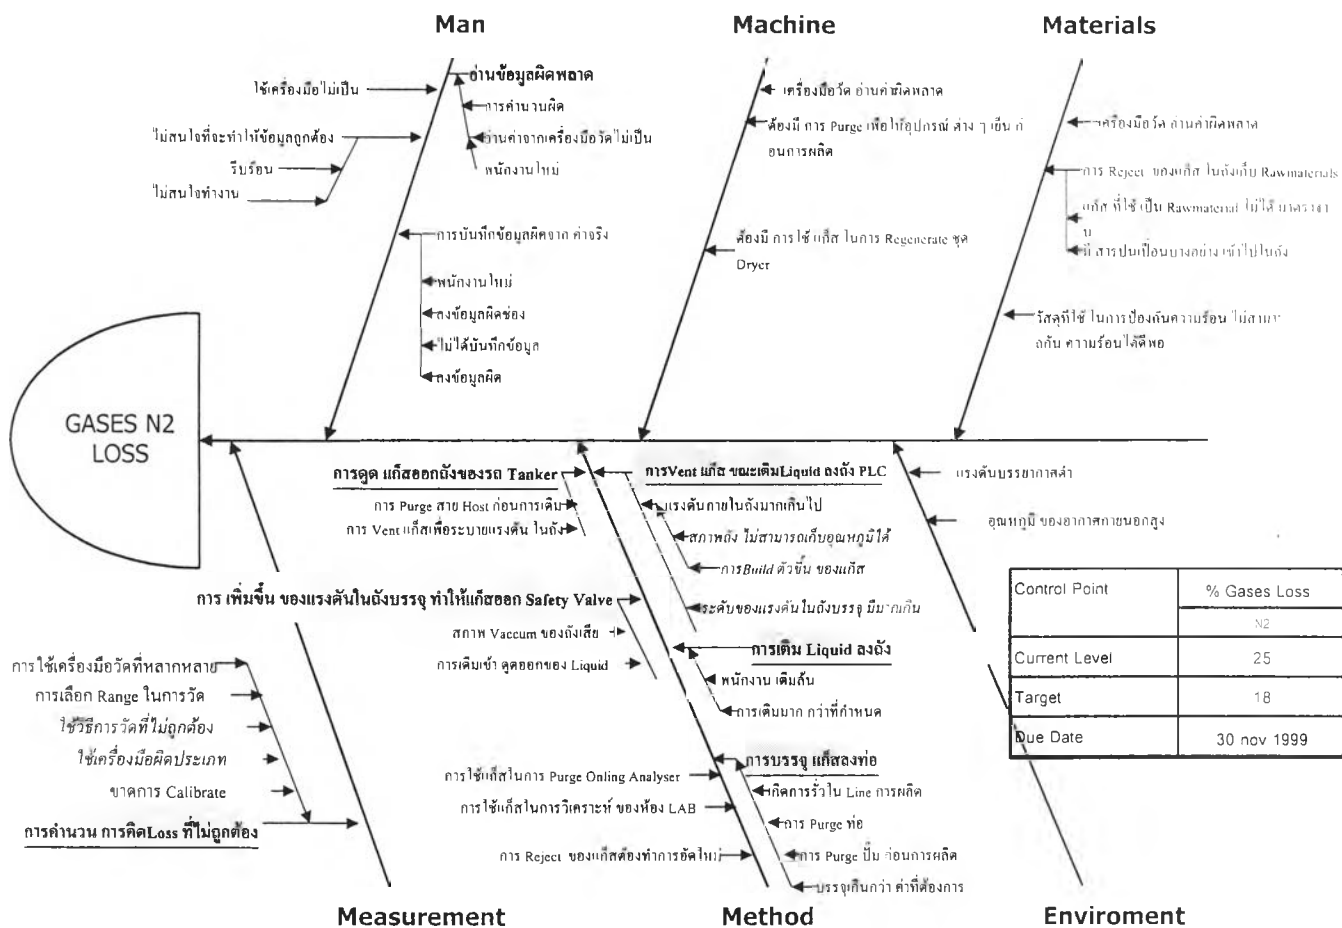 Man
Machine
Materials
ใช้เครื่องมือไม่เป็น
อ่านข้อมูลผิดพลาด
การคำนวนผิด
อ่านค่าจากเครื่องมือวัดไม่เป็น
พนักงานใหม่
ไม่สนใจที่จะทำให้ข้อมูลถูกต้อง
รีบร้อน
ไม่สนใจทำงาน
การบันทึกข้อมูลผิดจาก ค่าจริง
พนักงานใหม่
ลงข้อมูลผิดช่อง
ไม่ได้บันทึกข้อมูล
ลงข้อมูลผิด
เครื่องมือวัด อ่านค่าผิดพลาด
ต้องมี การ Purge เพื่อให้อุปกรณ์ ต่าง ๆ เย็น ก่
อนการผลิต
ต้องมี การใช้ แก๊ส ในการ Regenerate ชุด
Dryer
เครื่องมือวัด อ่านค่าผิดพลาด
การ Reject ของแก๊ส ในถังเก็บ Rawmaterials
แก๊ส ที่ใช้ เป็น Rawmaterial ไม่ได้ มาตราฐา
น
มี สารปนเปื้อนบางอย่าง เข้าไปในถัง
วัสดุที่ใช้ ในการป้องกันความร้อน ไม่สามาร
ถกัน ความร้อนได้ดีพอ
GASES N2
LOSS
การดูด แก๊สออกถังของรถ Tanker
การ Purge สาย Host ก่อนการเติม
การ Vent แก๊สเพื่อระบายแรงดัน ในถัง
การ เพิ่มขึ้น ของแรงดันในถังบรรจุ ทำให้แก๊สออก Safety Valve
สภาพ Vaccum ของถังเสีย
การเติมเข้า ดูดออกของ Liquid
การVent แก๊ส ขณะเติมLiquid ลงถัง PLC
แรงดันภายในถังมากเกินไป
สภาพถัง ไม่สามารถเก็บอุณหภูมิได้
การBuild ตัวขึ้น ของแก๊ส
ระดับของแรงดันในถังบรรจุ มีมากเกิน
การเติม Liquid ลงถัง
พนักงาน เติมล้น
การเติมมาก กว่าที่กำหนด
การบรรจุ แก๊สลงท่อ
เกิดการรั่วใน Line การผลิต
การ Purge ท่อ
การ Purge ปั๊ม ก่อนการผลิต
บรรจุเกินกว่า ค่าที่ต้องการ
การใช้แก๊สในการ Purge Onling Analyser
การใช้แก๊สในการวิเคราะห์ ของห้อง LAB
การ Reject ของแก๊สต้องทำการอัดใหม่
แรงดันบรรยากาศต่ำ
อุณหภูมิ ของอากาศภายนอกสูง
การใช้เครื่องมือวัดที่หลากหลาย
การเลือก Range ในการวัด
ใช้วิธีการวัดที่ไม่ถูกต้อง
ใช้เครื่องมือผิดประเภท
ขาดการ Calibrate
การคำนวน การคิดLoss ที่ไม่ถูกต้อง
Control Point % Gases Loss
N2
Current Level 25
Target 18
Due Date 30 nov 1999
Measurement
Method
Enviroment